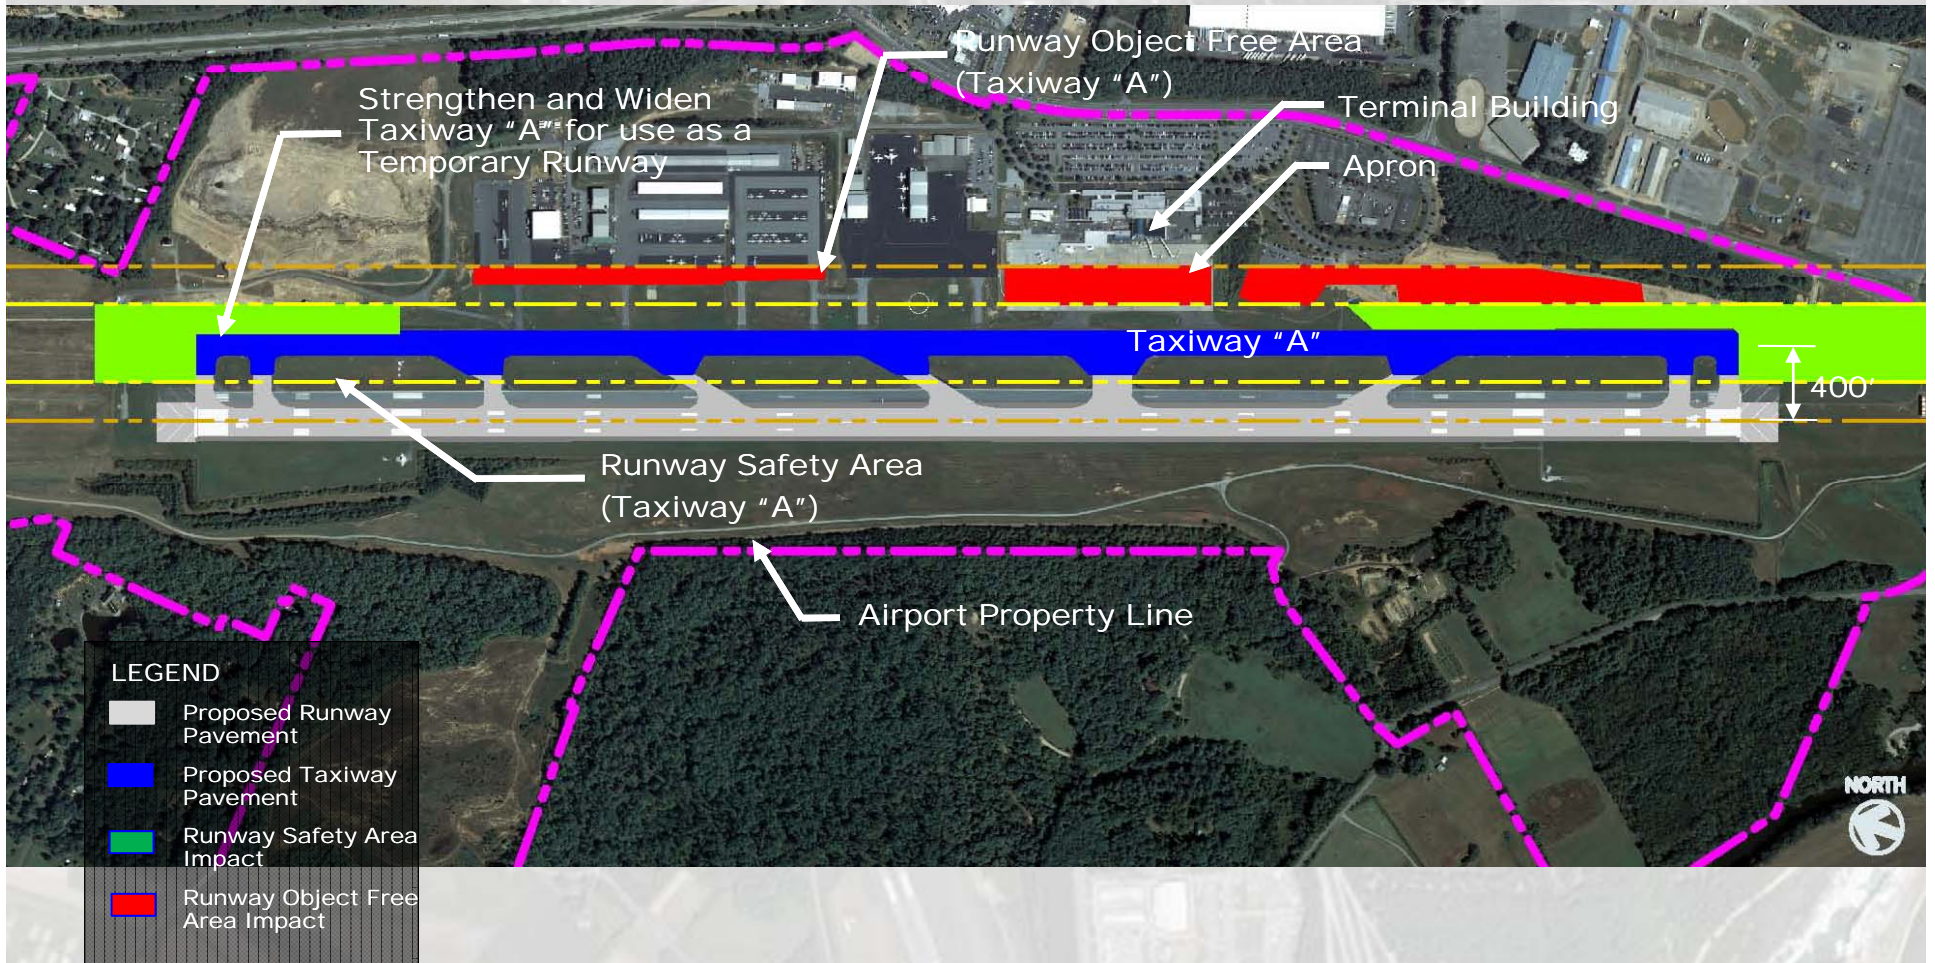 Runway Object Free Area
(Taxiway “A”)
Strengthen and Widen
Taxiway “A” for use as a
Temporary Runway
Terminal Building
Apron
Taxiway “A”
400’
Runway Safety Area
(Taxiway “A”)
Airport Property Line
LEGEND
Proposed Runway
Pavement
Proposed Taxiway
Pavement
Runway Safety Area
Impact
Runway Object Free
Area Impact
NORTH